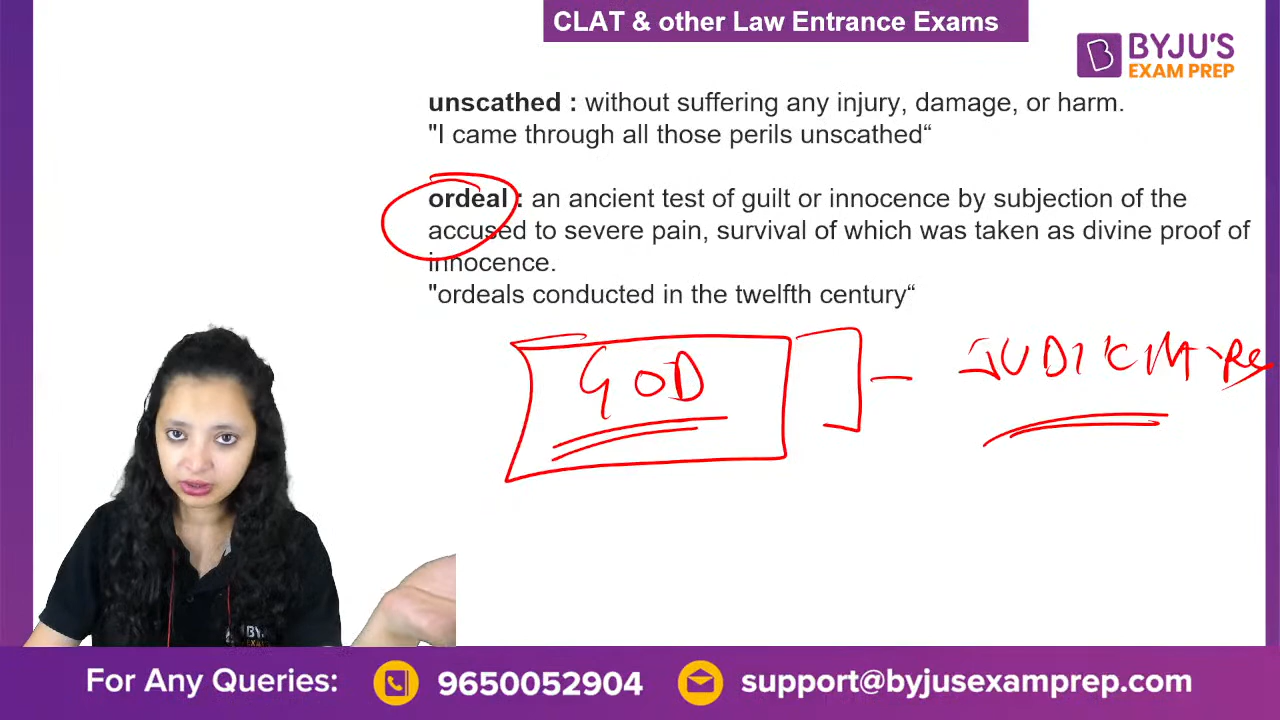 CLAT & other Law Entrance Exams
BYJU'S
EXAM PREP
unscathed : without suffering any injury, damage, or harm.
"I came through all those perils unscathed“
ordeal : an ancient test of guilt or innocence by subjection of the
accused to severe pain, survival of which was taken as divine proof of
innocence.
"ordeals conducted in the twelfth century“
GOD
BYJU
EXAM
For Any Queries:
9650052904
support@byjusexamprep.com